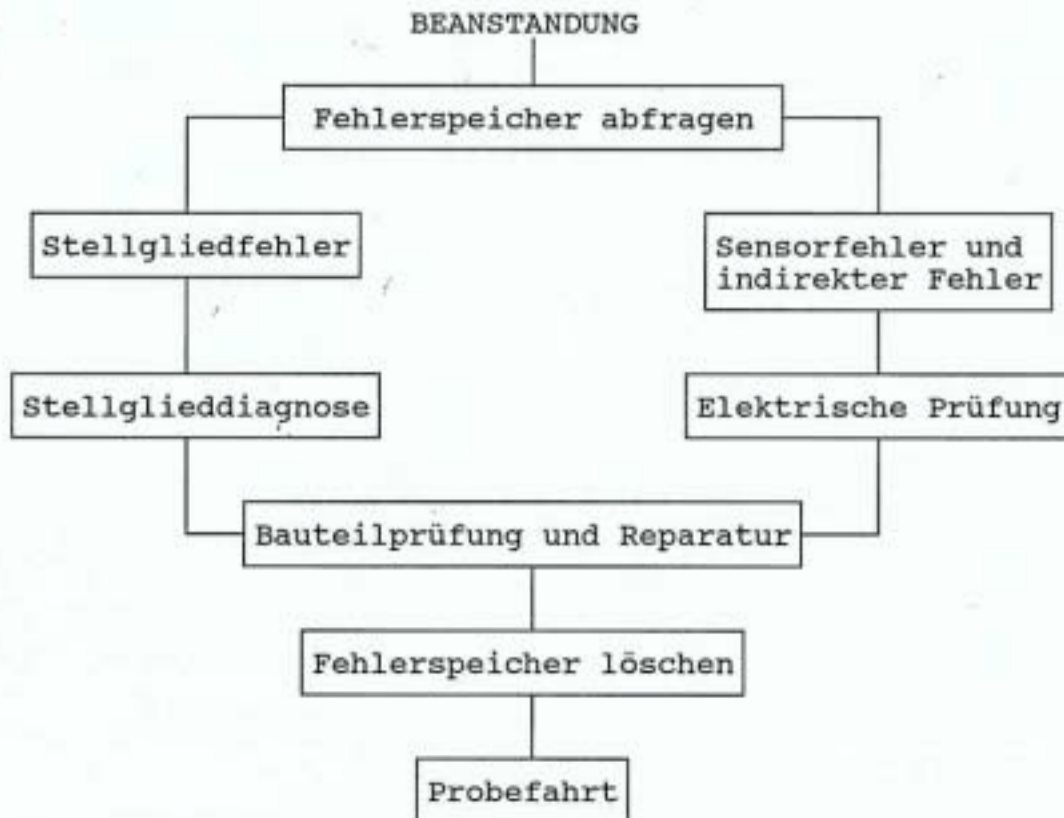 BEANSTANDUNG
Fehlerspeicher abfragen
Stellgliedfehler
Sensorfehler und
indirekter Fehler
Stellglieddiagnose
Elektrische Prüfung
Bauteilprüfung und Reparatur
Fehlerspeicher löschen
Probefahrt